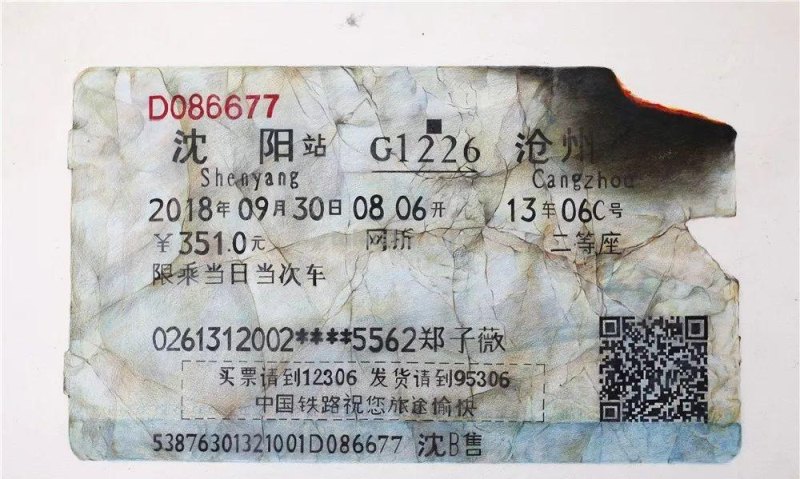 D086677
沈 阳站 G1226 沧州
Shenyang Cangzhou
2018年09月30日 08 06开 13车06C号
￥351.0元 网折 二等座
限乘当日当次车
0261312002****5562郑子薇
买票请到12306 发货请到95306
中国铁路祝您旅途愉快
53876301321001D086677 沈B售